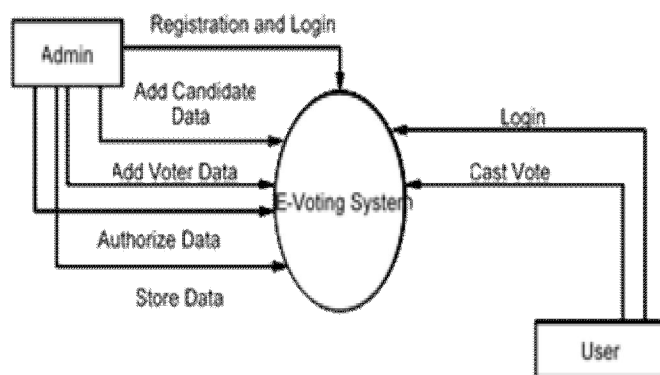 Registration and Login
Admin
Add Candidate
Data
Login
Add Voter Data
Cast Vote
E-Voting System
Authorize Data
Store Data
User